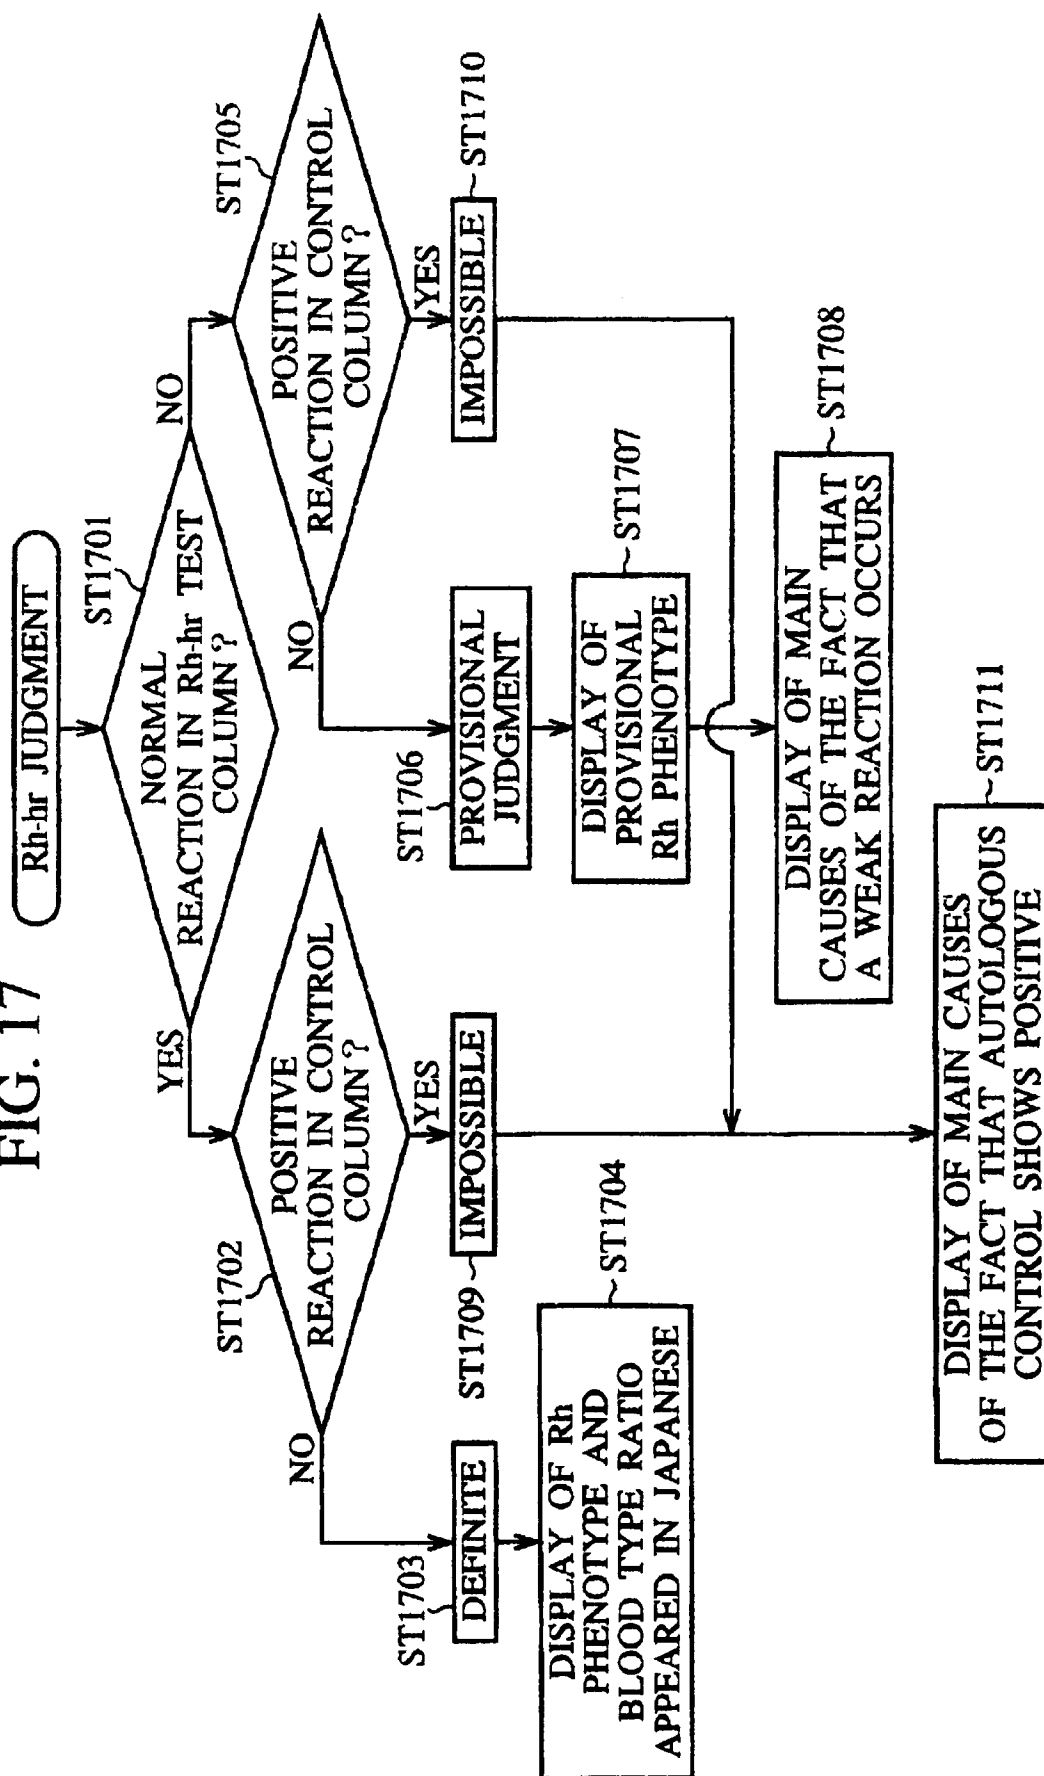 FIG. 17
Rh-hr JUDGMENT
ST1701
NORMAL
REACTION IN Rh-hr TEST
COLUMN?
YES
NO
ST1702
POSITIVE
REACTION IN CONTROL
COLUMN?
ST1705
POSITIVE
REACTION IN CONTROL
COLUMN?
NO
YES
NO
YES
ST1703
DEFINITE
ST1709
IMPOSSIBLE
ST1706
PROVISIONAL
JUDGMENT
IMPOSSIBLE
ST1710
DISPLAY OF Rh
PHENOTYPE AND
BLOOD TYPE RATIO
APPEARED IN JAPANESE
ST1704
DISPLAY OF
PROVISIONAL
Rh PHENOTYPE
ST1707
DISPLAY OF MAIN
CAUSES OF THE FACT THAT
A WEAK REACTION OCCURS
ST1708
DISPLAY OF MAIN CAUSES
OF THE FACT THAT AUTOLOGOUS
CONTROL SHOWS POSITIVE
ST1711